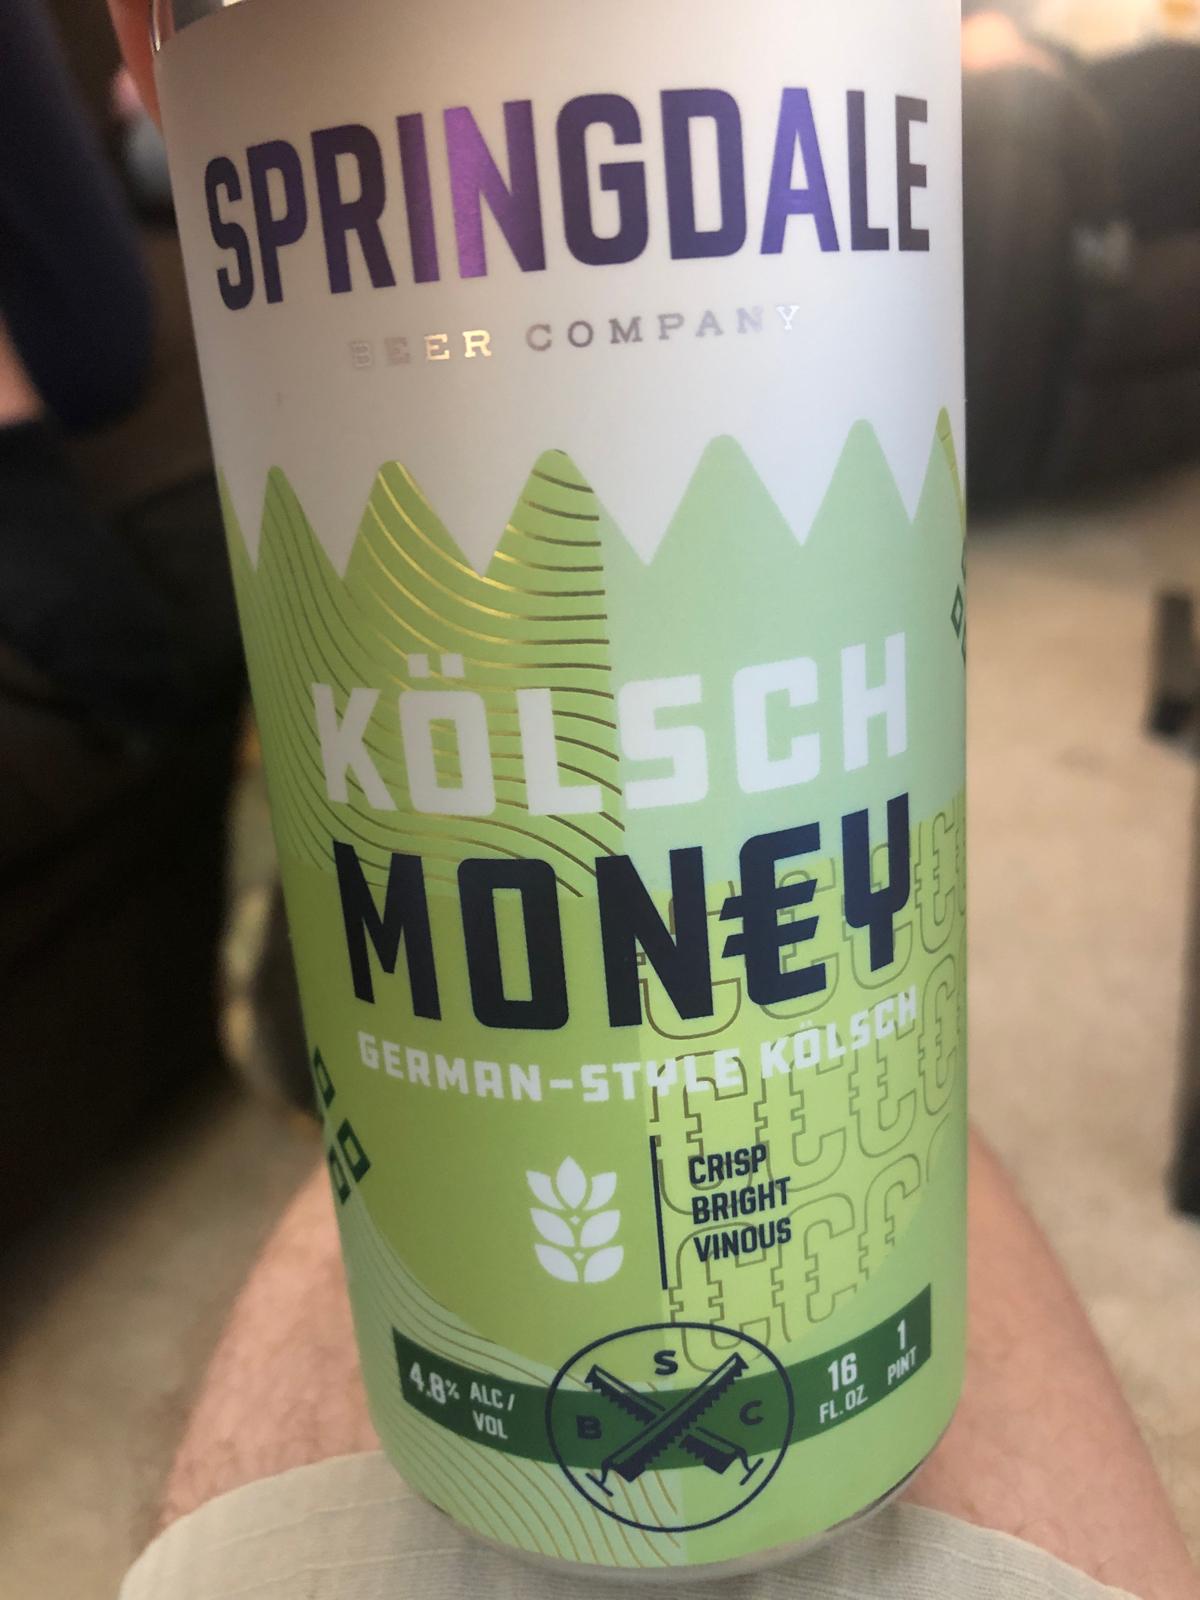 SPRINGDALE
BEER COMPANY
KÖLSCH
MON€Y
GERMAN-STYLE KÖLSCH
CRISP
BRIGHT
VINOUS
4.8% ALC/
VOL
S
B C
16
FL.OZ.
1
PINT